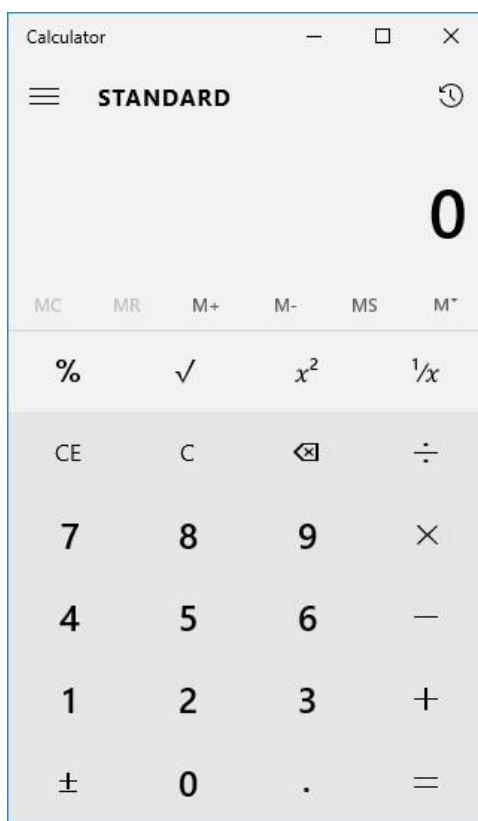 Calculator
STANDARD
0
MC MR M+ M- MS M˅
% √ x² ¹/x
CE C ÷
7 8 9 ×
4 5 6 −
1 2 3 +
± 0 . =